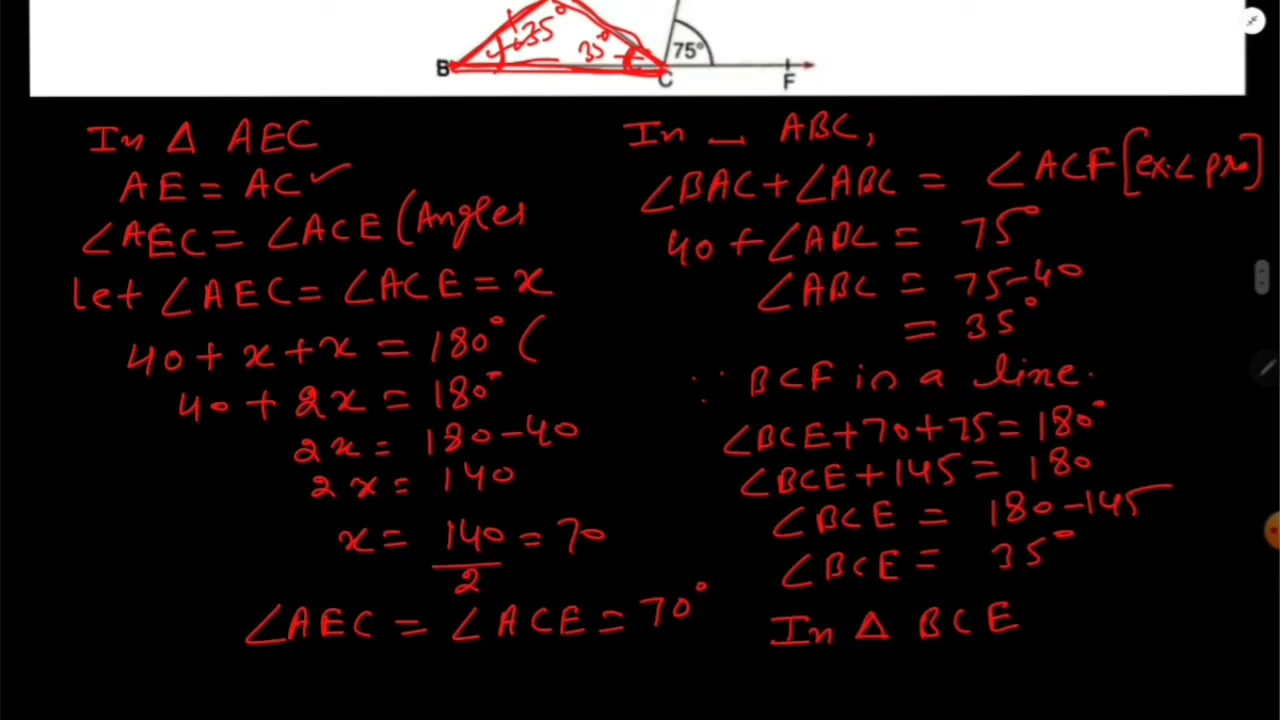 35°
35°
75°
B
C
F
In △ AEC
AE = AC ✓
∠AEC = ∠ACE (Angles
let ∠AEC = ∠ACE = x
40 + x + x = 180° (
40 + 2x = 180°
2x = 180-40
2x = 140
x = 140/2 = 70
∠AEC = ∠ACE = 70°
In ABC,
∠BAC+∠ABC = ∠ACF [ex.∠ pro]
40 + ∠ABC = 75°
∠ABC = 75-40
= 35°
∵ BCF is a line.
∠BCE+70+75 = 180°
∠BCE+145 = 180
∠BCE = 180-145
∠BCE = 35°
In △ BCE